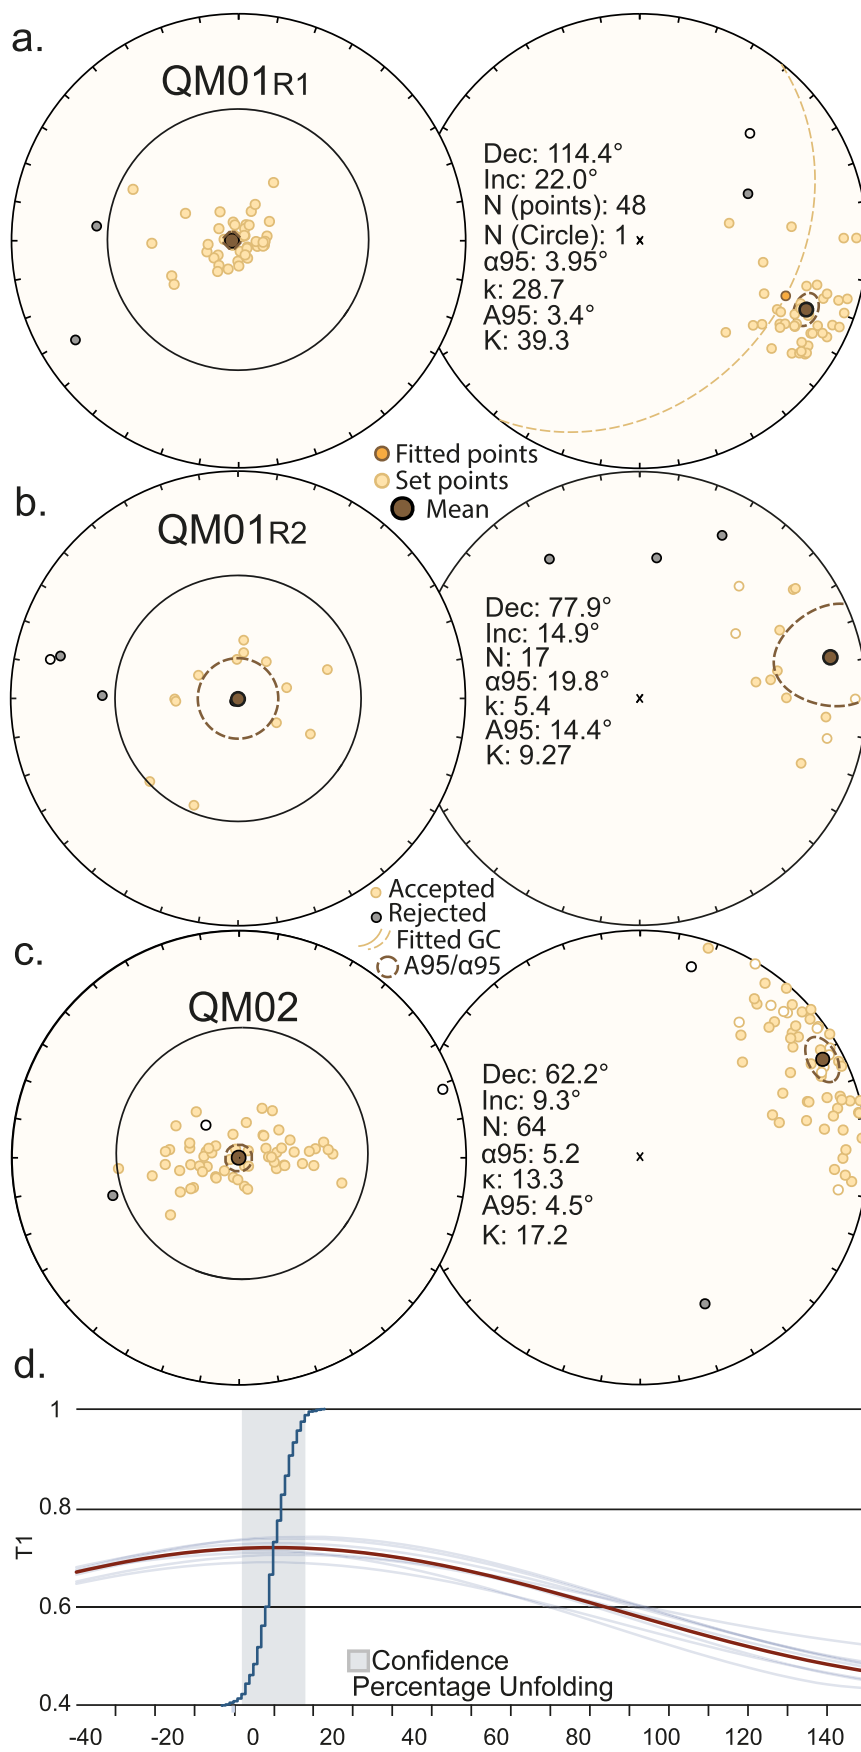 a.
QM01R1
Dec: 114.4°
Inc: 22.0°
N (points): 48
N (Circle): 1
α95: 3.95°
k: 28.7
A95: 3.4°
K: 39.3
x
Fitted points
Set points
Mean
b.
QM01R2
Dec: 77.9°
Inc: 14.9°
N: 17
α95: 19.8°
k: 5.4
A95: 14.4°
K: 9.27
x
Accepted
Rejected
Fitted GC
A95/α95
c.
QM02
Dec: 62.2°
Inc: 9.3°
N: 64
α95: 5.2
κ: 13.3
A95: 4.5°
K: 17.2
x
d.
1
0.8
T1
0.6
Confidence
Percentage Unfolding
0.4
-40 -20 0 20 40 60 80 100 120 140